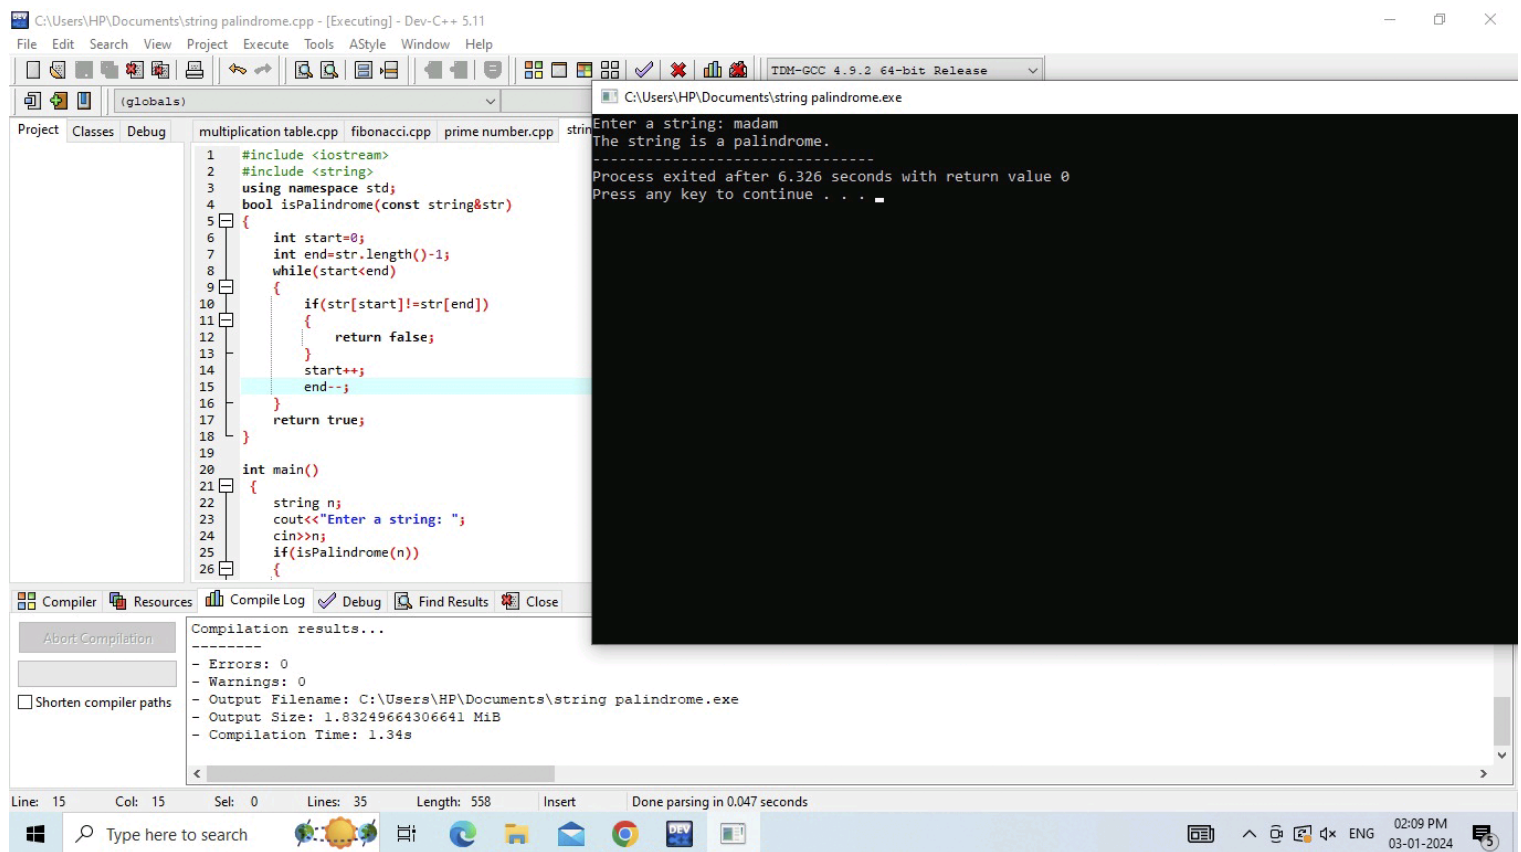 C:\Users\HP\Documents\string palindrome.cpp - [Executing] - Dev-C++ 5.11
File Edit Search View Project Execute Tools AStyle Window Help
TDM-GCC 4.9.2 64-bit Release
(globals)
C:\Users\HP\Documents\string palindrome.exe
Project Classes Debug
multiplication table.cpp fibonacci.cpp prime number.cpp strin
1 #include <iostream>
2 #include <string>
3 using namespace std;
4 bool isPalindrome(const string&str)
5 {
6 int start=0;
7 int end=str.length()-1;
8 while(start<end)
9 {
10 if(str[start]!=str[end])
11 {
12 return false;
13 }
14 start++;
15 end--;
16 }
17 return true;
18 }
19
20 int main()
21 {
22 string n;
23 cout<<"Enter a string: ";
24 cin>>n;
25 if(isPalindrome(n))
26 {
Enter a string: madam
The string is a palindrome.
--------------------------------
Process exited after 6.326 seconds with return value 0
Press any key to continue . . .
Compiler Resources Compile Log Debug Find Results Close
Abort Compilation
Shorten compiler paths
Compilation results...
--------
- Errors: 0
- Warnings: 0
- Output Filename: C:\Users\HP\Documents\string palindrome.exe
- Output Size: 1.83249664306641 MiB
- Compilation Time: 1.34s
Line: 15 Col: 15 Sel: 0 Lines: 35 Length: 558 Insert Done parsing in 0.047 seconds
Type here to search
DEV
ENG
02:09 PM
03-01-2024
5